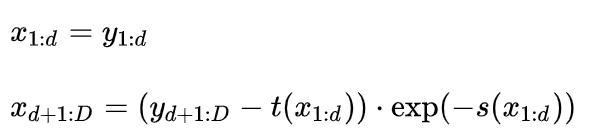 x_{1:d} = y_{1:d}
x_{d+1:D} = (y_{d+1:D} − t(x_{1:d})) · exp(−s(x_{1:d}))